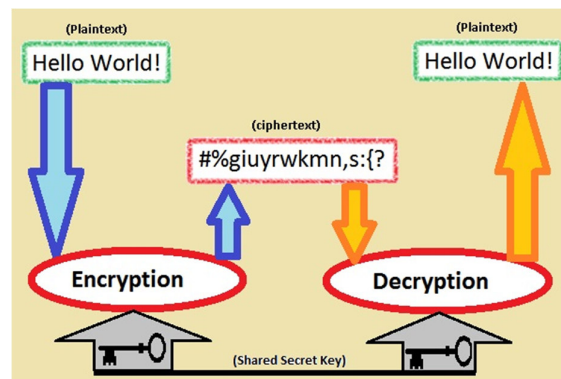 (Plaintext)
Hello World!
(Plaintext)
Hello World!
(ciphertext)
#%giuyrwkmn,s:{?
Encryption
Decryption
(Shared Secret Key)